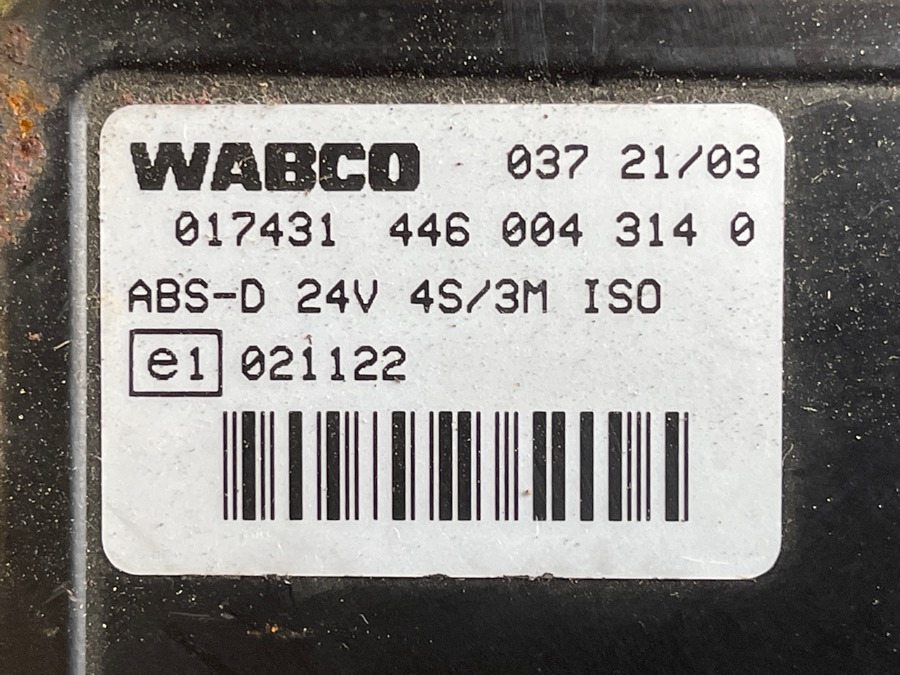 WABCO 037 21/03
017431 446 004 314 0
ABS-D 24V 4S/3M ISO
e1 021122